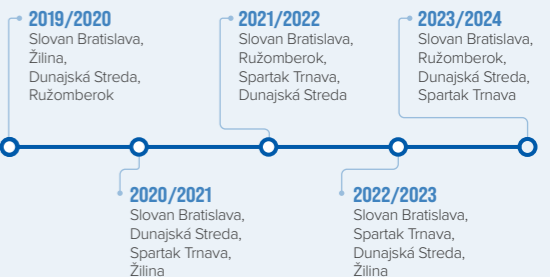 2019/2020
Slovan Bratislava,
Žilina,
Dunajská Streda,
Ružomberok
2021/2022
Slovan Bratislava,
Ružomberok,
Spartak Trnava,
Dunajská Streda
2023/2024
Slovan Bratislava,
Ružomberok,
Dunajská Streda,
Spartak Trnava
2020/2021
Slovan Bratislava,
Dunajská Streda,
Spartak Trnava,
Žilina
2022/2023
Slovan Bratislava,
Spartak Trnava,
Dunajská Streda,
Žilina